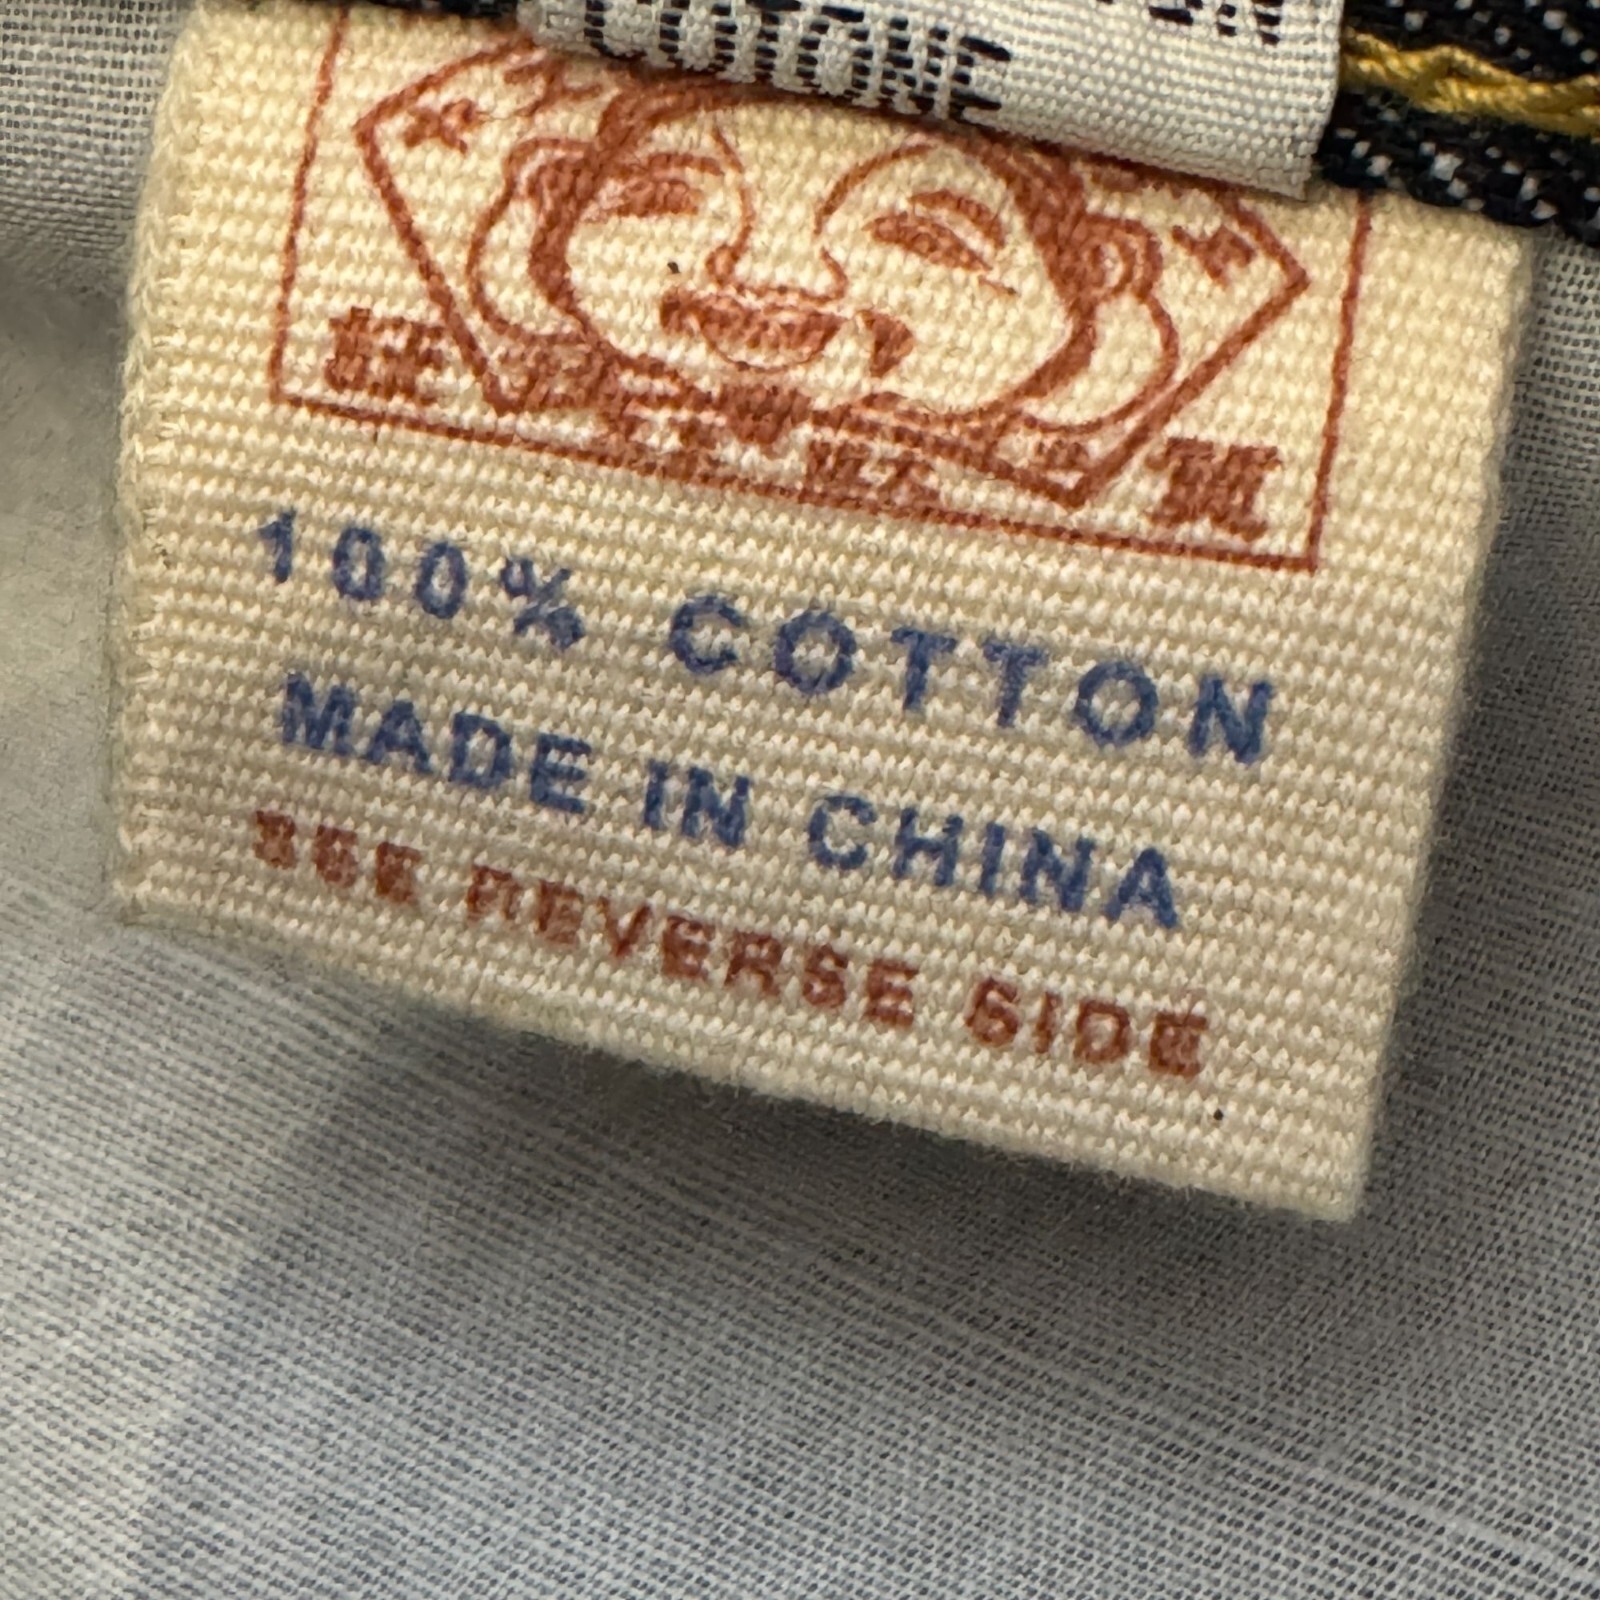 COTONE
100% COTTON
MADE IN CHINA
SEE REVERSE SIDE